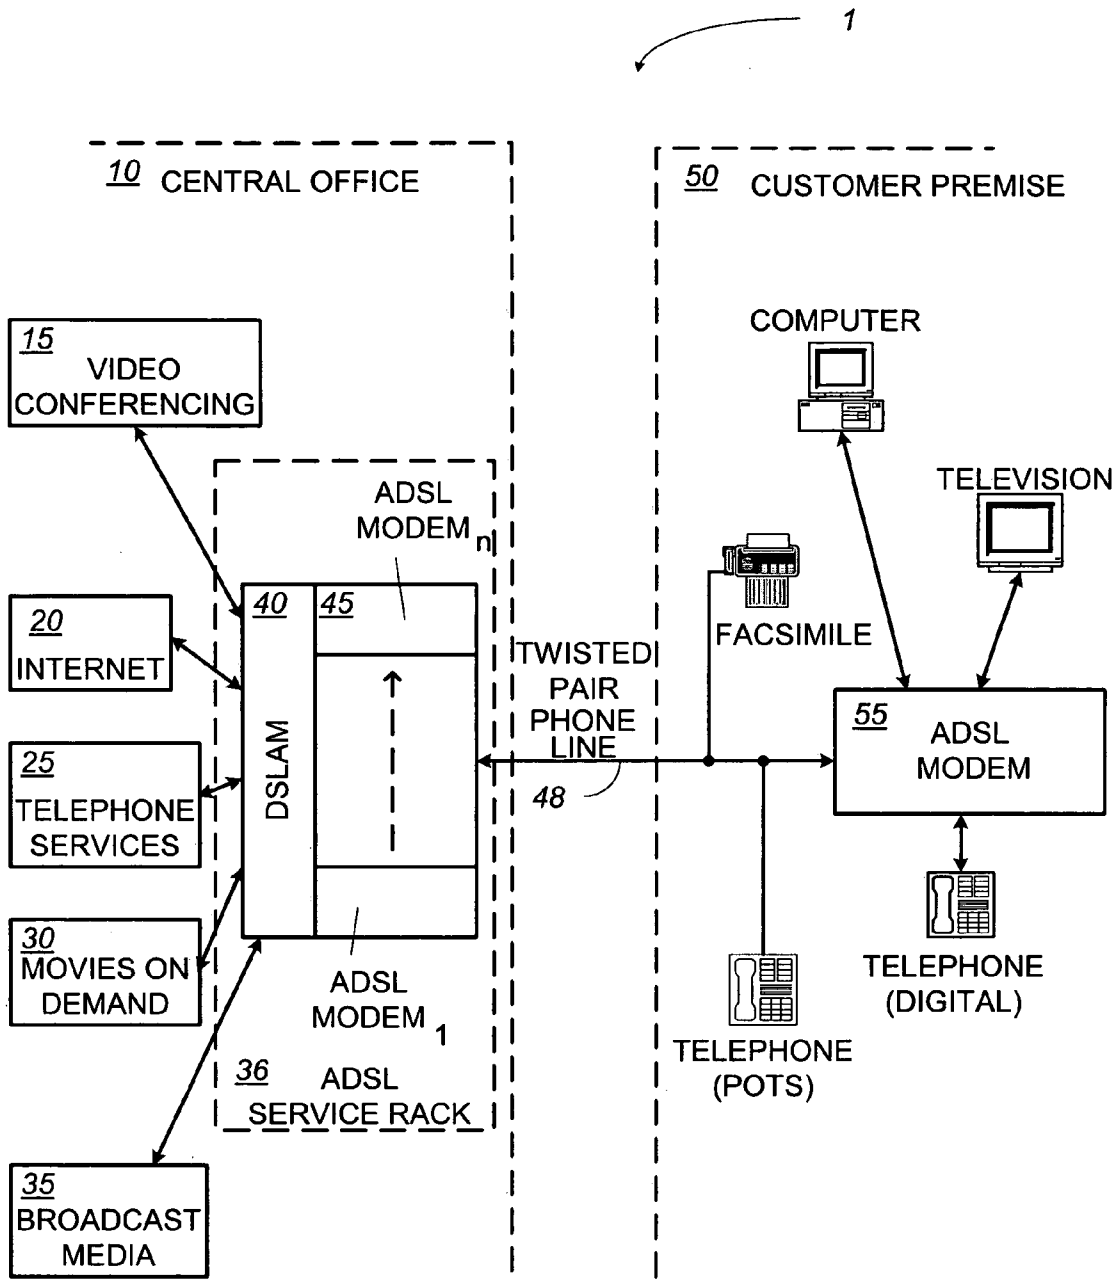 1
10 CENTRAL OFFICE
50 CUSTOMER PREMISE
15
VIDEO
CONFERENCING
COMPUTER
ADSL
MODEM n
TELEVISION
20
INTERNET
40
45
FACSIMILE
TWISTED
PAIR
PHONE
LINE
48
55
ADSL
MODEM
25
TELEPHONE
SERVICES
DSLAM
30
MOVIES ON
DEMAND
ADSL
MODEM 1
TELEPHONE
(DIGITAL)
TELEPHONE
(POTS)
36 ADSL
SERVICE RACK
35
BROADCAST
MEDIA